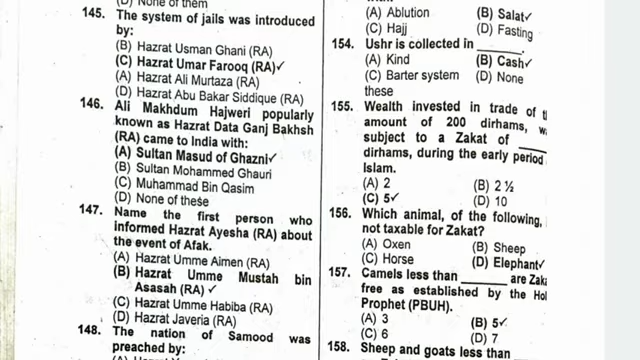 (D) None of them
145. The system of jails was introduced
by:
(B) Hazrat Usman Ghani (RA)
(C) Hazrat Umar Farooq (RA)✓
(A) Hazrat Ali Murtaza (RA)
(D) Hazrat Abu Bakar Siddique (RA)
146. Ali Makhdum Hajweri popularly
known as Hazrat Data Ganj Bakhsh
(RA) came to India with:
(A) Sultan Masud of Ghazni✓
(B) Sultan Mohammed Ghauri
(C) Muhammad Bin Qasim
(D) None of these
147. Name the first person who
informed Hazrat Ayesha (RA) about
the event of Afak.
(A) Hazrat Umme Aimen (RA)
(B) Hazrat Umme Mustah bin
Asasah (RA) ✓
(C) Hazrat Umme Habiba (RA)
(D) Hazrat Javeria (RA)
148. The nation of Samood was
preached by:
(A) Ablution (B) Salat✓
(C) Hajj (D) Fasting
154. Ushr is collected in ______.
(A) Kind (B) Cash✓
(C) Barter system (D) None
these
155. Wealth invested in trade of
amount of 200 dirhams,
subject to a Zakat of ____
dirhams, during the early period
Islam.
(A) 2 (B) 2 ½
(C) 5✓ (D) 10
156. Which animal, of the following,
not taxable for Zakat?
(A) Oxen (B) Sheep
(C) Horse (D) Elephant✓
157. Camels less than ______ are
free as established by the
Prophet (PBUH).
(A) 3 (B) 5✓
(C) 6 (D) 7
158. Sheep and goats less than ____